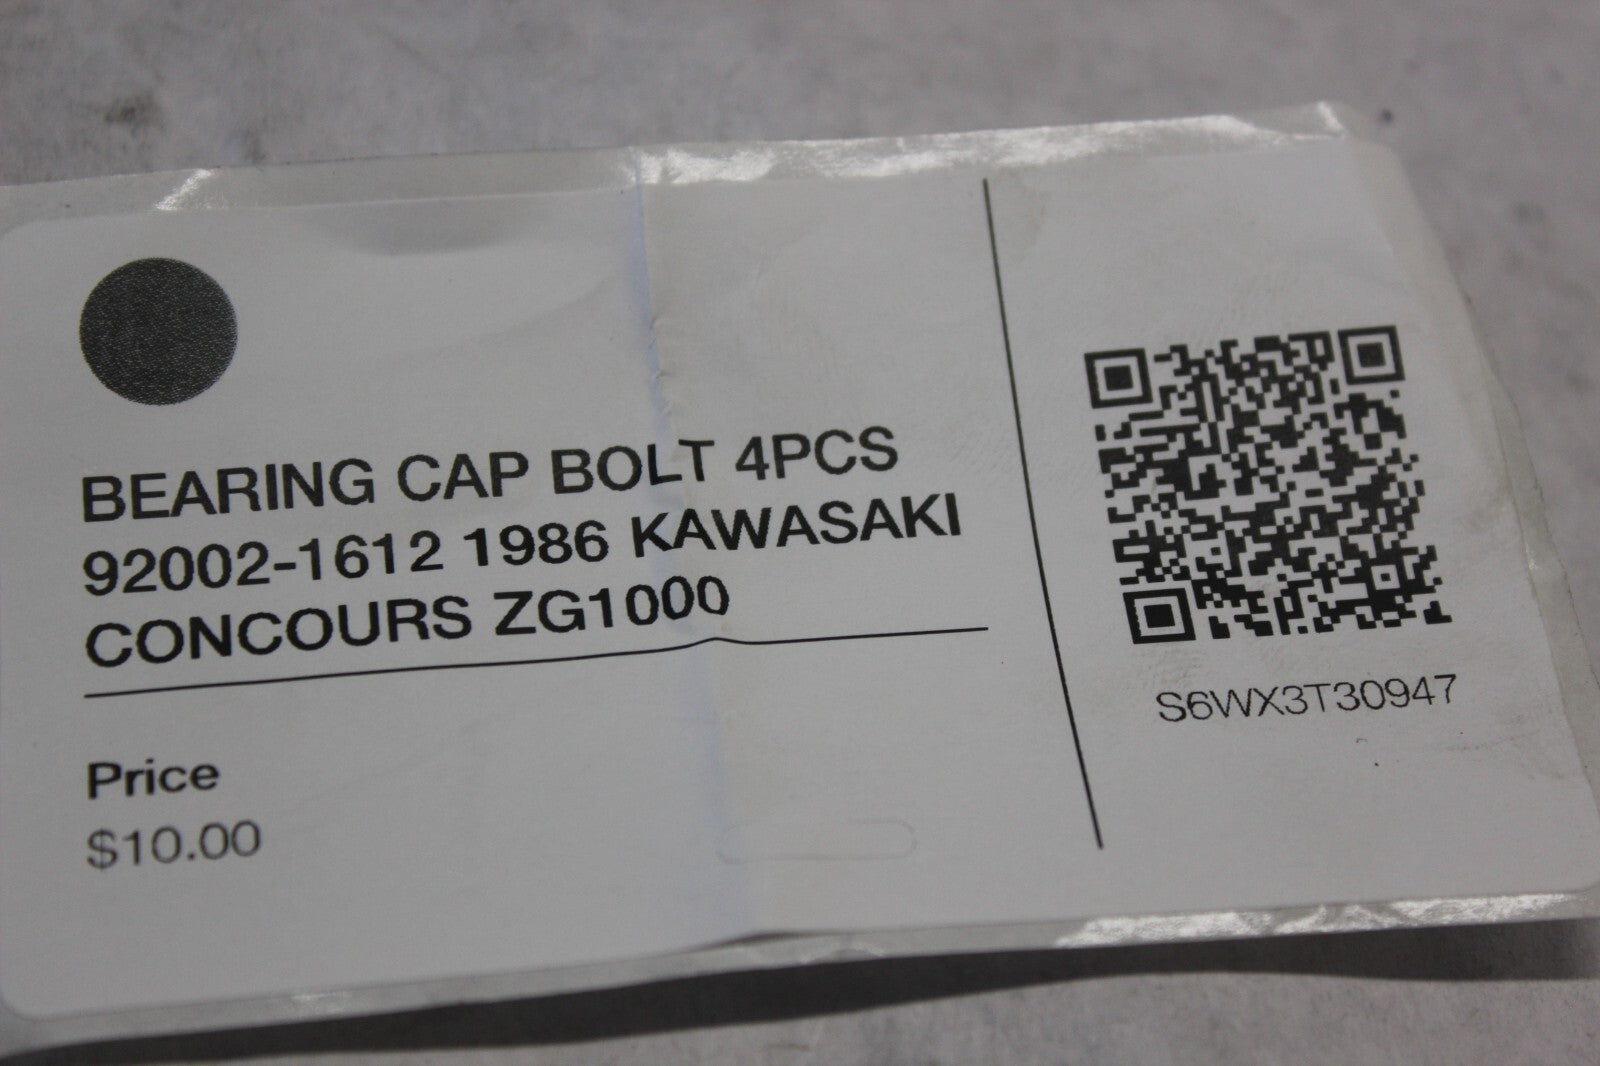 BEARING CAP BOLT 4PCS
92002-1612 1986 KAWASAKI
CONCOURS ZG1000
Price
$10.00
S6WX3T30947